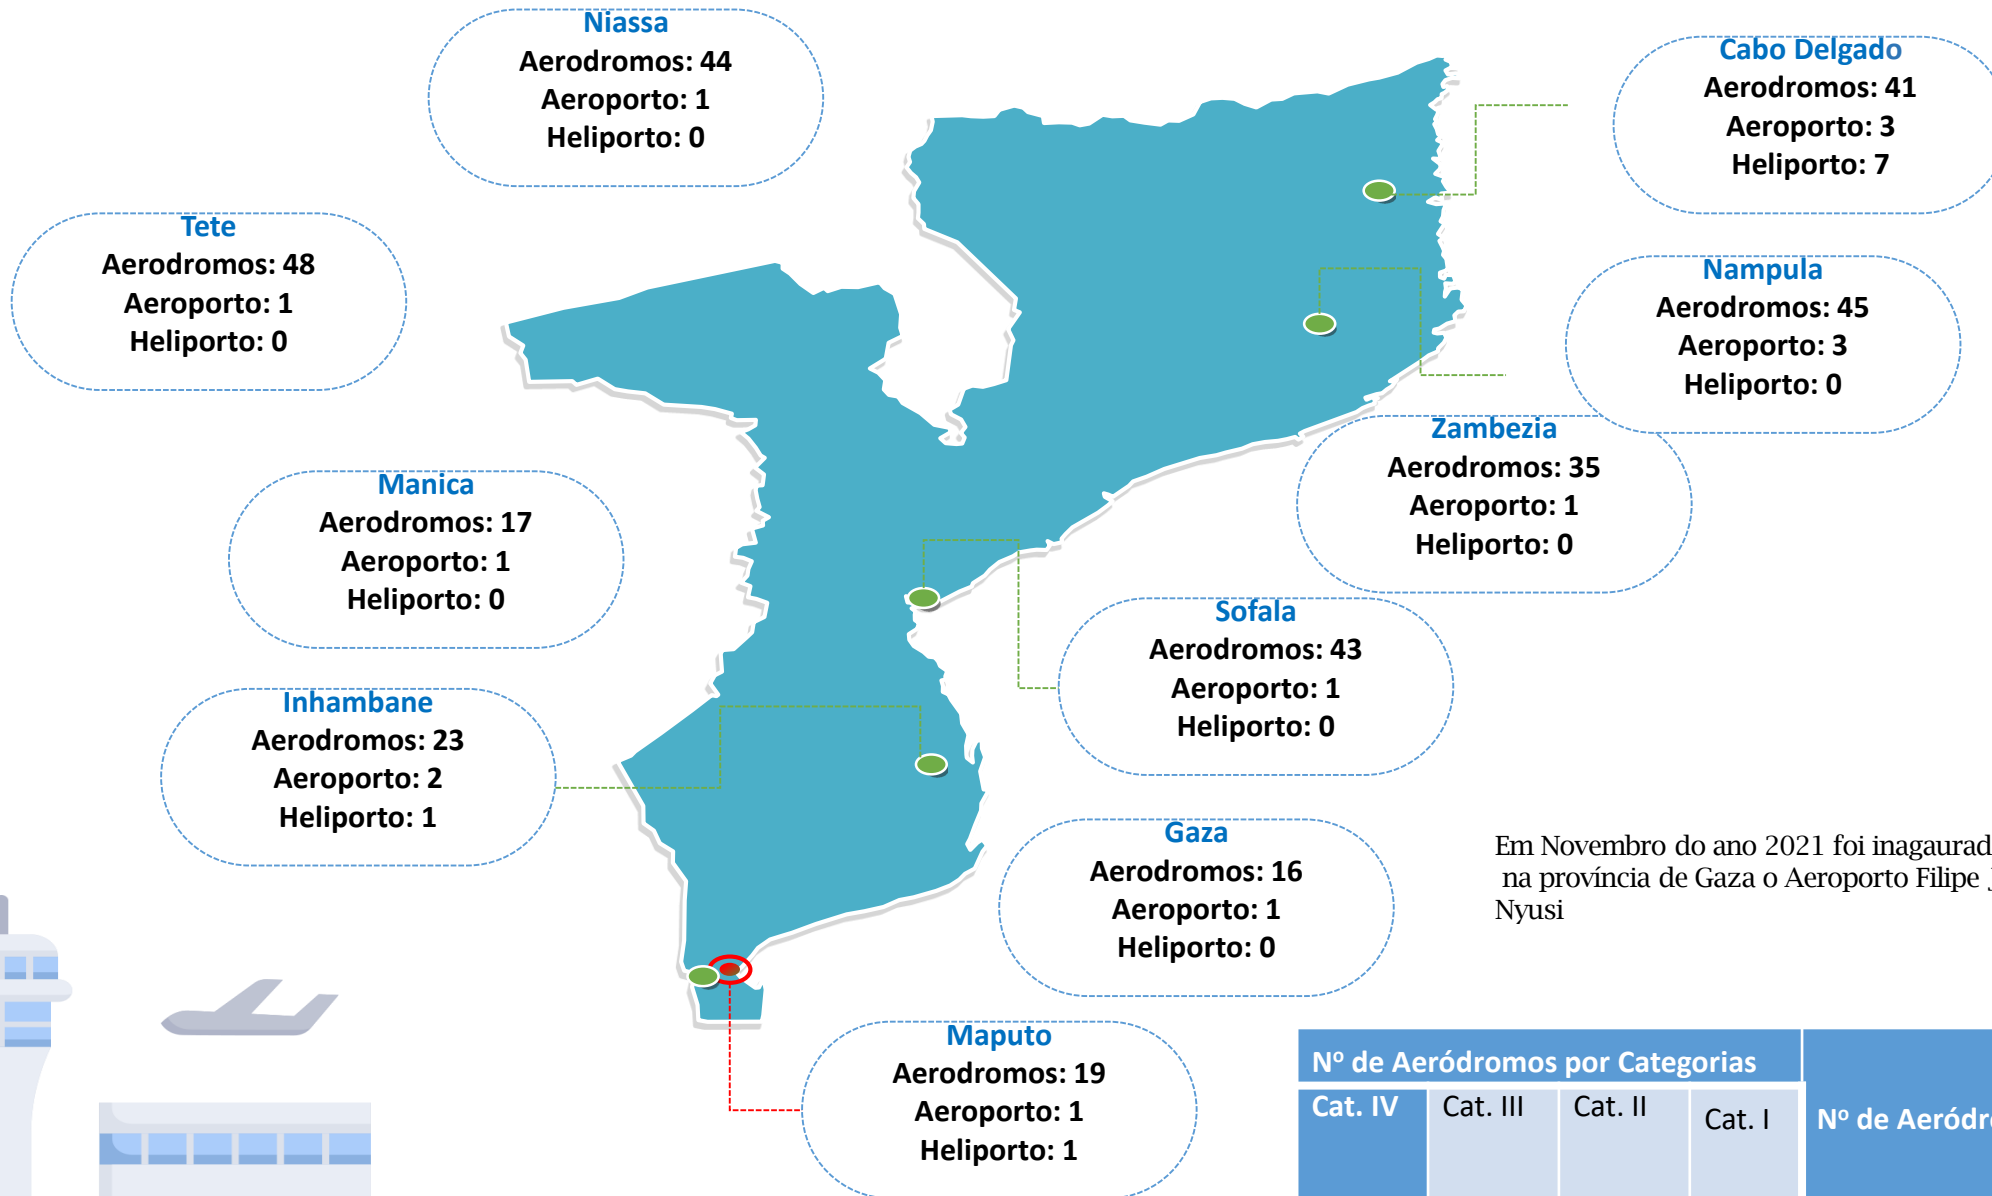 Niassa
Aerodromos: 44
Aeroporto: 1
Heliporto: 0
Cabo Delgado
Aerodromos: 41
Aeroporto: 3
Heliporto: 7
Tete
Aerodromos: 48
Aeroporto: 1
Heliporto: 0
Nampula
Aerodromos: 45
Aeroporto: 3
Heliporto: 0
Zambezia
Aerodromos: 35
Aeroporto: 1
Heliporto: 0
Manica
Aerodromos: 17
Aeroporto: 1
Heliporto: 0
Sofala
Aerodromos: 43
Aeroporto: 1
Heliporto: 0
Inhambane
Aerodromos: 23
Aeroporto: 2
Heliporto: 1
Gaza
Aerodromos: 16
Aeroporto: 1
Heliporto: 0
Em Novembro do ano 2021 foi inagaurad
na província de Gaza o Aeroporto Filipe J
Nyusi
Maputo
Aerodromos: 19
Aeroporto: 1
Heliporto: 1
Nº de Aeródromos por Categorias
Cat. IV
Cat. III
Cat. II
Cat. I
Nº de Aeródr